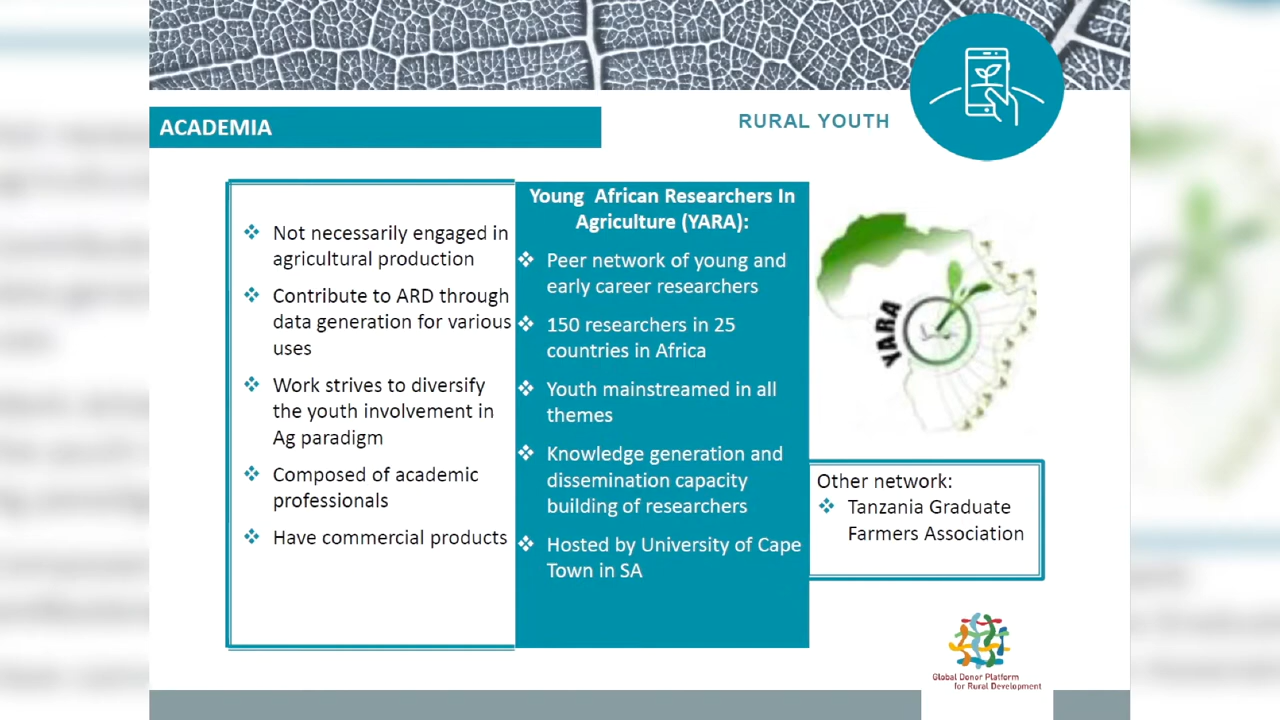 ACADEMIA
RURAL YOUTH
Not necessarily engaged in
agricultural production
Contribute to ARD through
data generation for various
uses
Work strives to diversify
the youth involvement in
Ag paradigm
Composed of academic
professionals
Have commercial products
Young African Researchers In
Agriculture (YARA):
Peer network of young and
early career researchers
150 researchers in 25
countries in Africa
Youth mainstreamed in all
themes
Knowledge generation and
dissemination capacity
building of researchers
Hosted by University of Cape
Town in SA
YARA
Other network:
Tanzania Graduate
Farmers Association
Global Donor Platform
for Rural Development